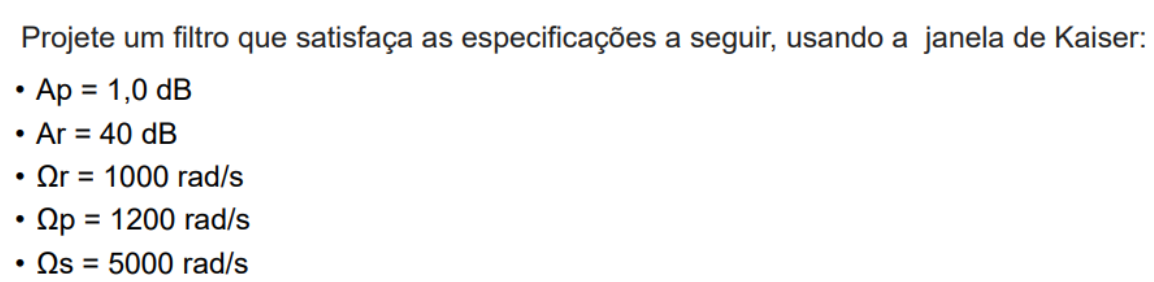 Projete um filtro que satisfaça as especificações a seguir, usando a janela de Kaiser:
• Ap = 1,0 dB
• Ar = 40 dB
• Ωr = 1000 rad/s
• Ωp = 1200 rad/s
• Ωs = 5000 rad/s